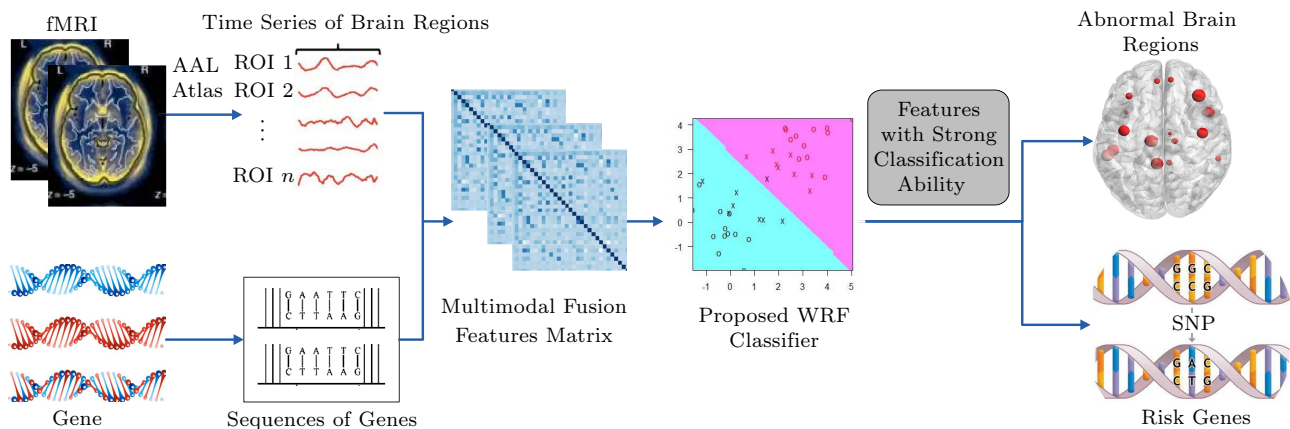 fMRI
L R
L R
z = -5
z = -5
AAL
Atlas
Time Series of Brain Regions
ROI 1
ROI 2
⋮
ROI n
Gene
G A A T T C
C T T A A G
G A A T T C
C T T A A G
Sequences of Genes
Multimodal Fusion
Features Matrix
4
3
2
1
0
-1
-1 0 1 2 3 4 5
Proposed WRF
Classifier
Features
with Strong
Classification
Ability
Abnormal Brain
Regions
G G C
C C G
SNP
G A C
C T G
Risk Genes